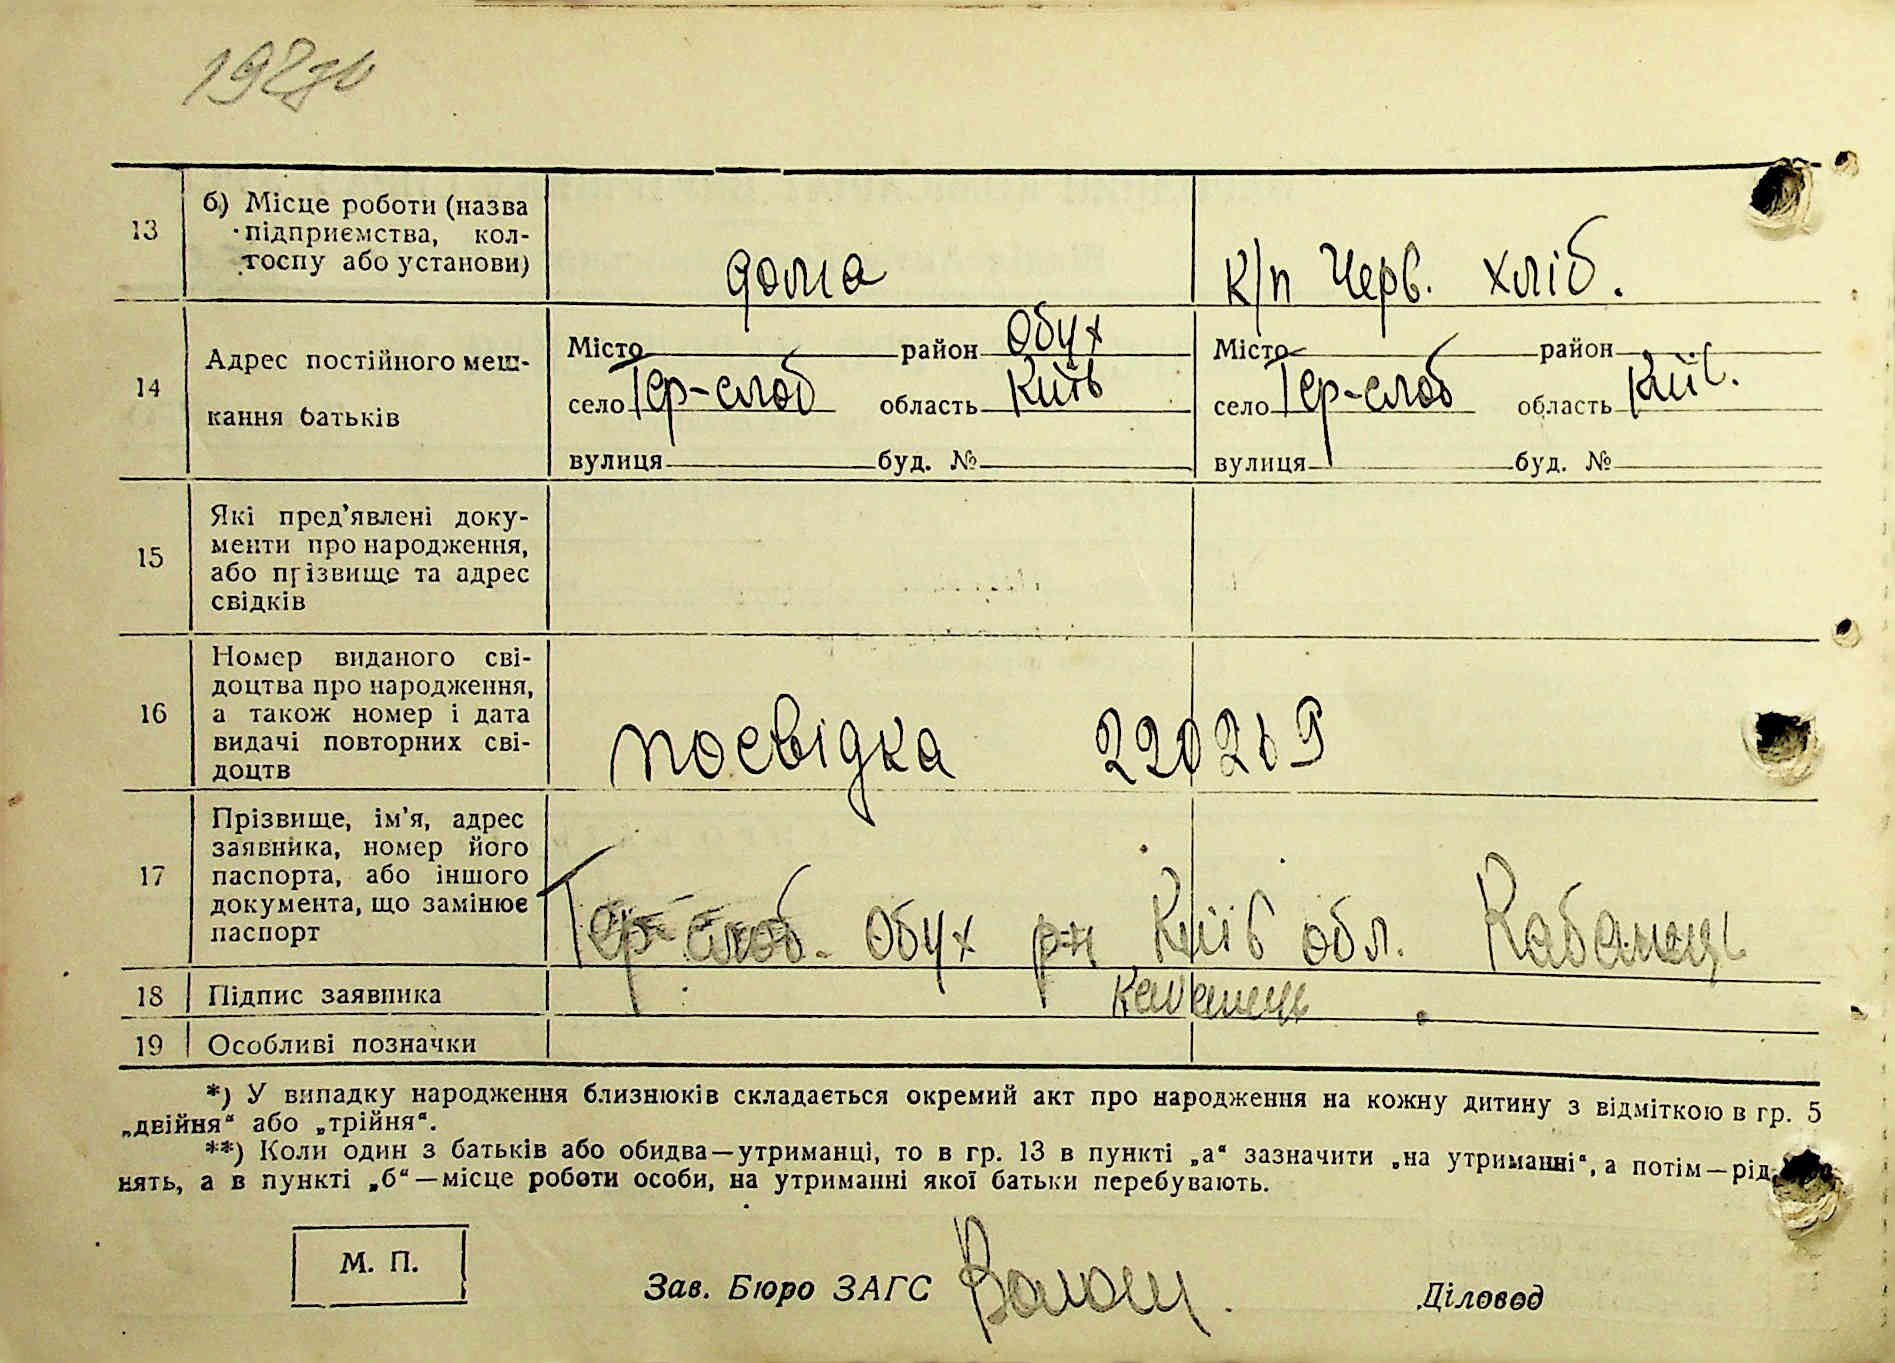 13
б) Місце роботи (назва
підприємства, кол-
госпу або установи)
дома
к/п Черв. хліб.
14
Адрес постійного меш-
кання батьків
Місто район Обух
село Гер-слоб область Київ
вулиця буд. №
Місто район
село Гер-слоб область Київ.
вулиця буд. №
15
Які пред’явлені доку-
менти про народження,
або прізвище та адрес
свідків
16
Номер виданого сві-
доцтва про народження,
а також номер і дата
видачі повторних сві-
доцтв
посвідка
17
Прізвище, ім’я, адрес
заявника, номер його
паспорта, або іншого
документа, що замінює
паспорт
Гер-слоб. Обух рн Київ обл. Кабанець
18 Підпис заявника
Кабанець
19 Особливі позначки
*) У випадку народження близнюків складається окремий акт про народження на кожну дитину з відміткою в гр. 5
„двійня“ або „трійня“.
**) Коли один з батьків або обидва—утриманці, то в гр. 13 в пункті „а“ зазначити „на утриманні“, а потім—рід
нять, а в пункті „б“—місце роботи особи, на утриманні якої батьки перебувають.
М. П.
Зав. Бюро ЗАГС
Діловод